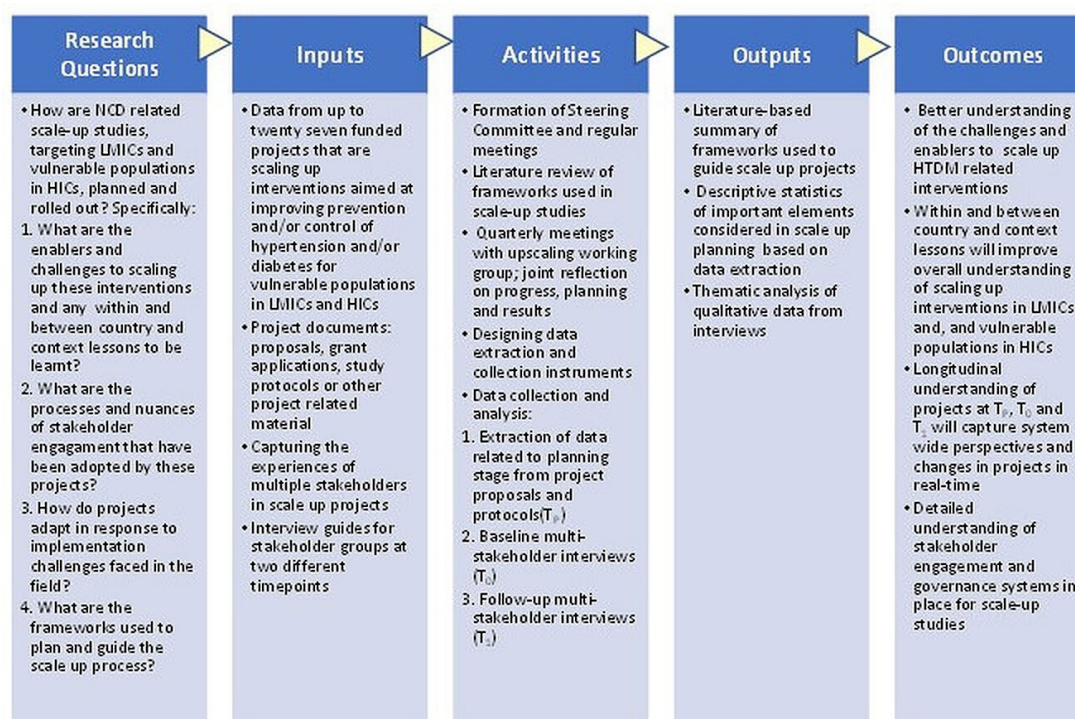 Research
Questions
• How are NCD related
scale-up studies,
targeting LMICs and
vulnerable populations
in HICs, planned and
rolled out? Specifically:
1. What are the
enablers and
challenges to scaling
up these interventions
and any within and
between country and
context lessons to be
learnt?
2. What are the
processes and nuances
of stakeholder
engagament that have
been adopted by these
projects?
3. How do projects
adapt in response to
implementation
challenges faced in the
field?
4. What are the
frameworks used to
plan and guide the
scale up process?
Inputs
• Data from up to
twenty seven funded
projects that are
scaling up
interventions aimed at
improving prevention
and/or control of
hypertension and/or
diabetes for
vulnerable populations
in LMICs and HICs
• Project documents:
proposals, grant
applications, study
protocols or other
project related
material
• Capturing the
experiences of
multiple stakeholders
in scale up projects
• Interview guides for
stakeholder groups at
two different
timepoints
Activities
• Formation of Steering
Committee and regular
meetings
• Literature review of
frameworks used in
scale-up studies
• Quarterly meetings
with upscaling working
group; joint reflection
on progress, planning
and results
• Designing data
extraction and
collection instruments
• Data collection and
analysis:
1. Extraction of data
related to planning
stage from project
proposals and
protocols(Tₚ)
2. Baseline multi-
stakeholder interviews
(T₀)
3. Follow-up multi-
stakeholder interviews
(T₁)
Outputs
• Literature-based
summary of
frameworks used to
guide scale up projects
• Descriptive statistics
of important elements
considered in scale up
planning based on
data extraction
• Thematic analysis of
qualitative data from
interviews
Outcomes
• Better understanding
of the challenges and
enablers to scale up
HTDM related
interventions
• Within and between
country and context
lessons will improve
overall understanding
of scaling up
interventions in LMICs
and, and vulnerable
populations in HICs
• Longitudinal
understanding of
projects at Tₚ, T₀ and
T₁ will capture system
wide perspectives and
changes in projects in
real-time
• Detailed
understanding of
stakeholder
engagement and
governance systems in
place for scale-up
studies